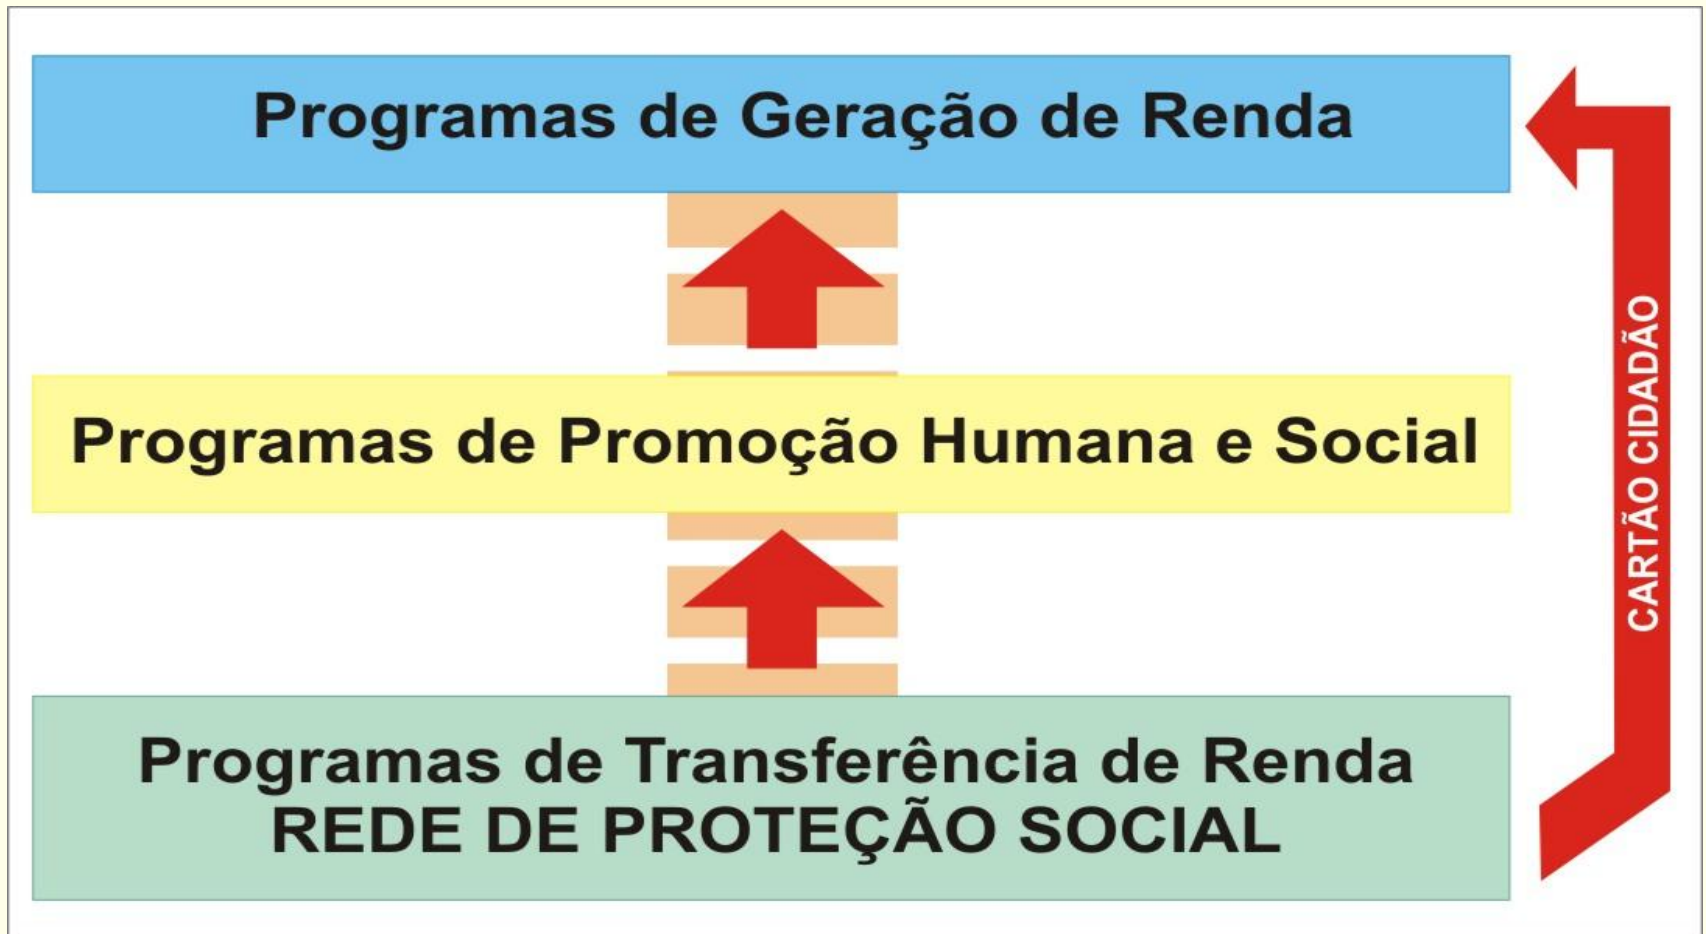 Programas de Geração de Renda
Programas de Promoção Humana e Social
CARTÃO CIDADÃO
Programas de Transferência de Renda
REDE DE PROTEÇÃO SOCIAL